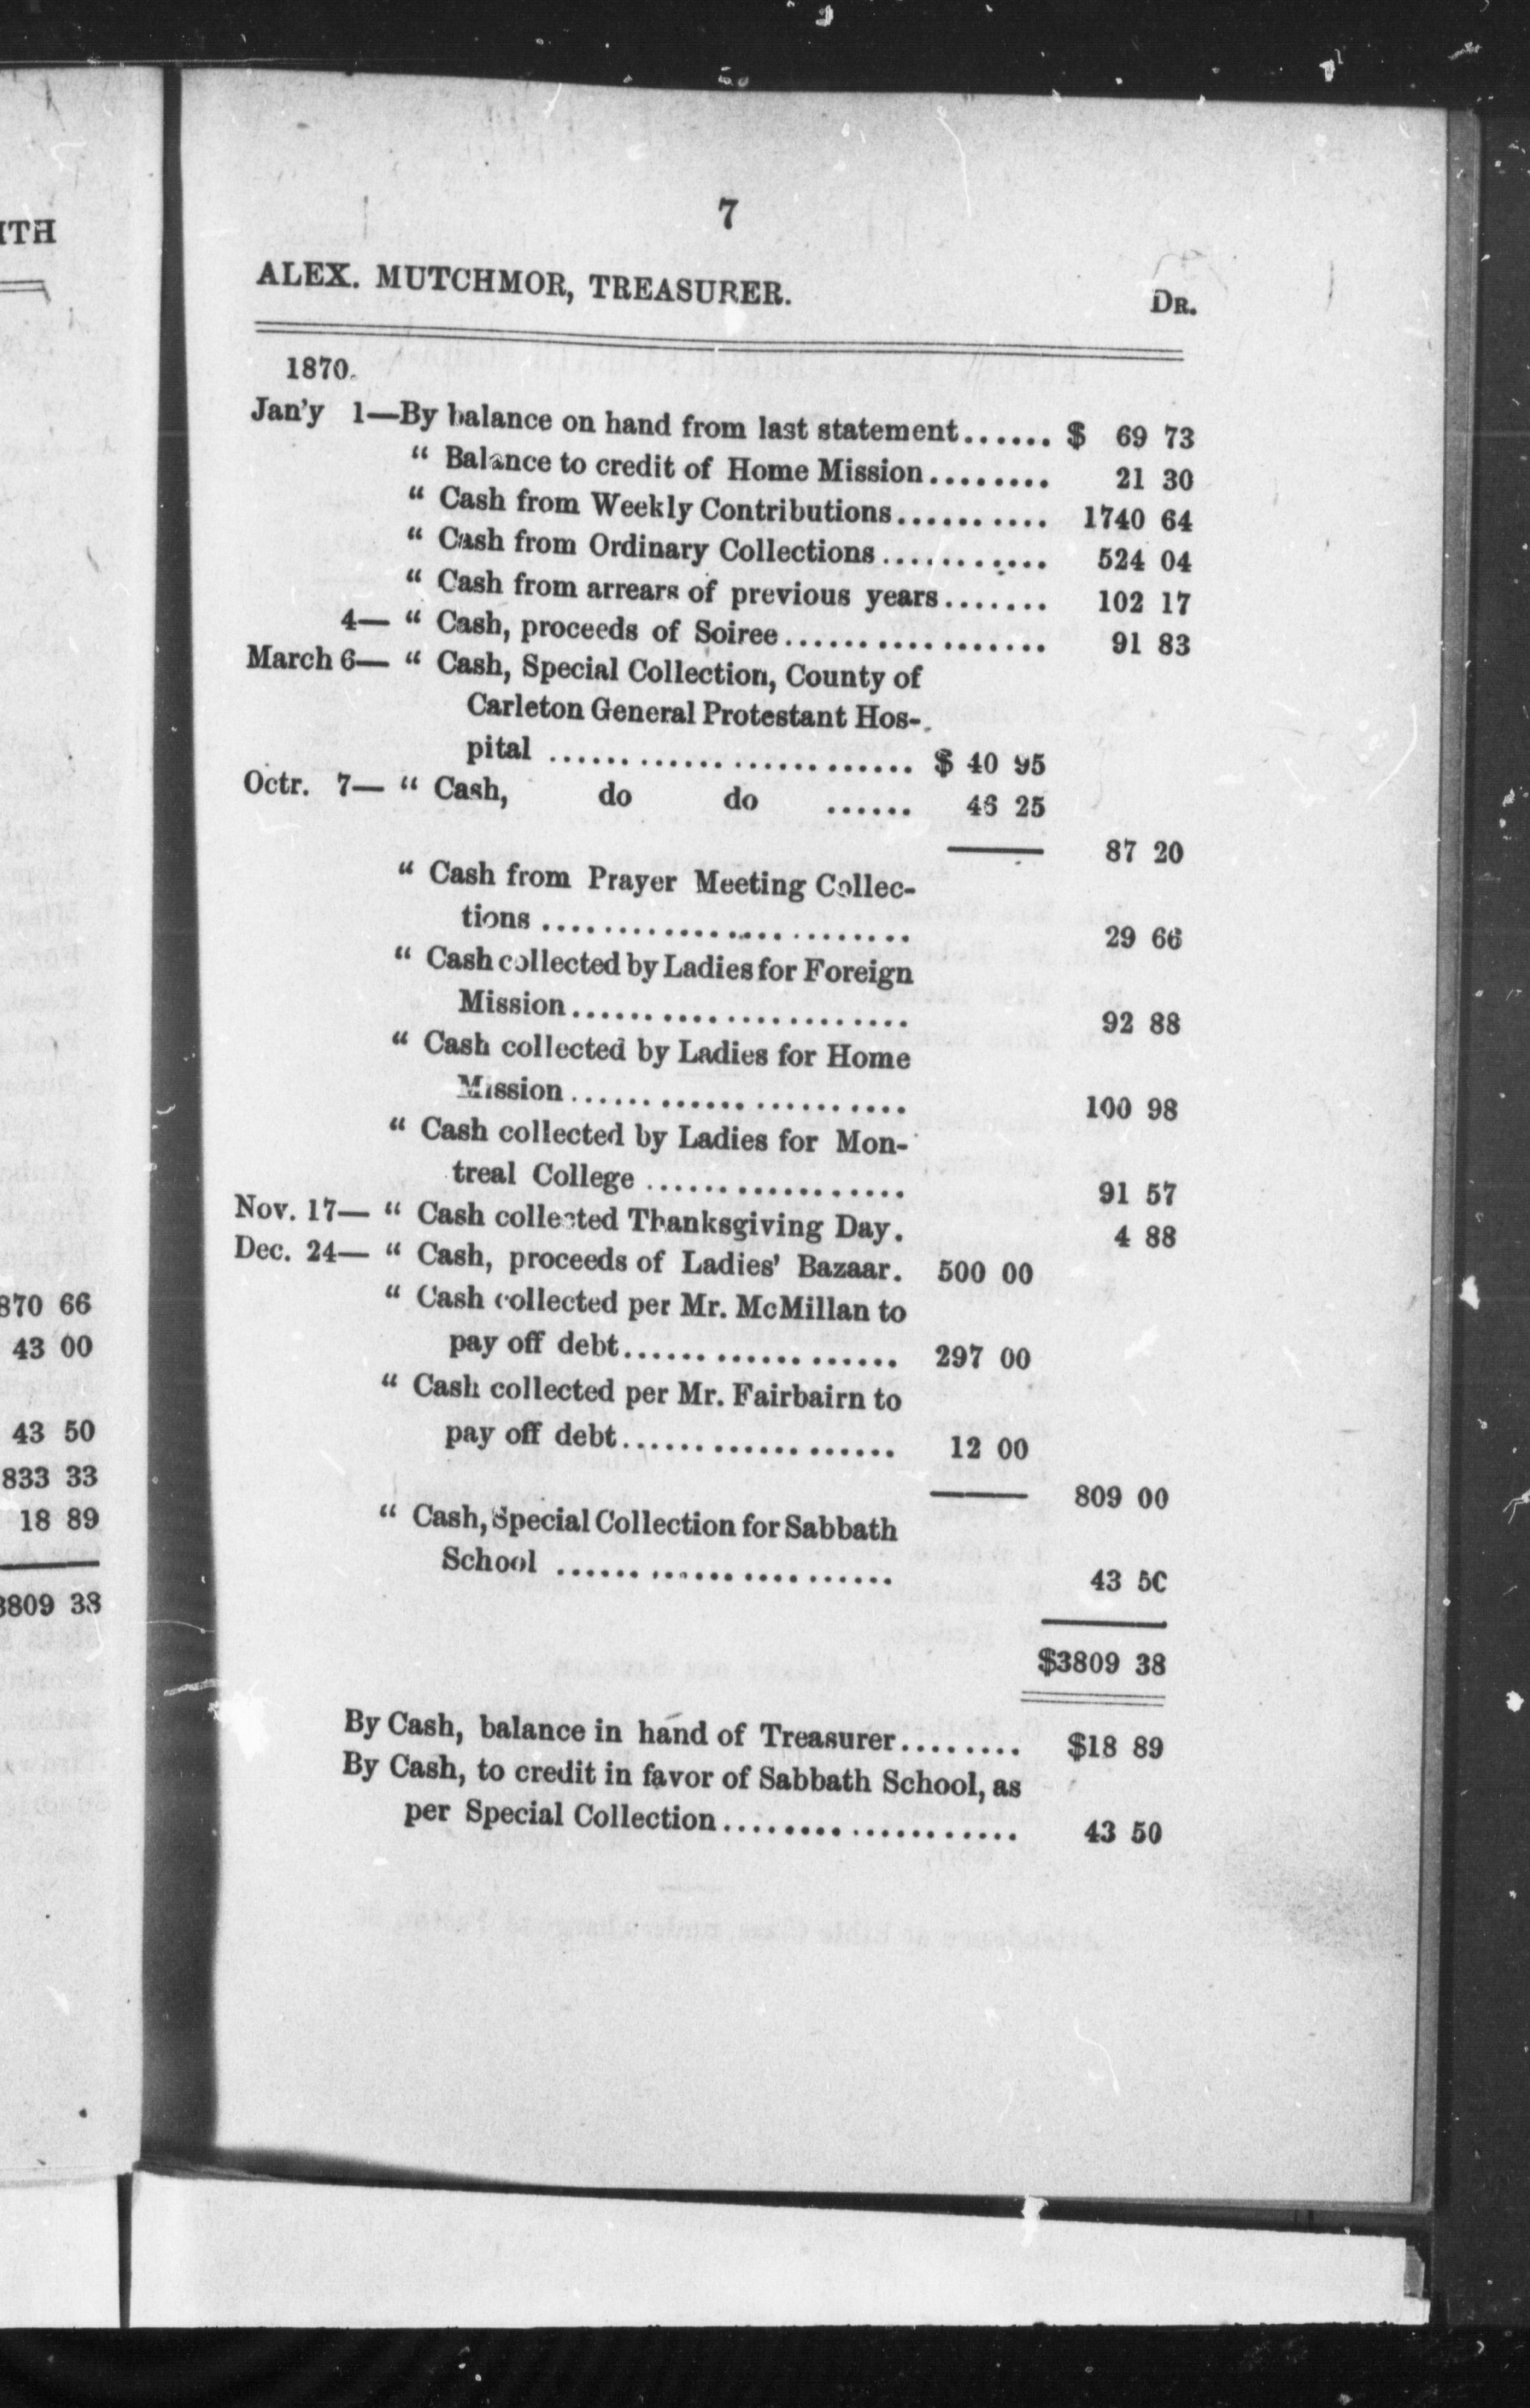 ITH
870 66
43 00
43 50
833 33
18 89
3809 38
7
ALEX. MUTCHMOR, TREASURER. DR.
1870.
Jan'y 1—By balance on hand from last statement...... $ 69 73
“ Balance to credit of Home Mission........ 21 30
“ Cash from Weekly Contributions.......... 1740 64
“ Cash from Ordinary Collections........... 524 04
“ Cash from arrears of previous years....... 102 17
4— “ Cash, proceeds of Soiree................. 91 83
March 6— “ Cash, Special Collection, County of
Carleton General Protestant Hos-
pital ........................ $ 40 95
Octr. 7— “ Cash, do do ...... 46 25
87 20
“ Cash from Prayer Meeting Collec-
tions ........................ 29 66
“ Cash collected by Ladies for Foreign
Mission...................... 92 88
“ Cash collected by Ladies for Home
Mission...................... 100 98
“ Cash collected by Ladies for Mon-
treal College ................. 91 57
Nov. 17— “ Cash collected Thanksgiving Day. 4 88
Dec. 24— “ Cash, proceeds of Ladies' Bazaar. 500 00
“ Cash collected per Mr. McMillan to
pay off debt.................. 297 00
“ Cash collected per Mr. Fairbairn to
pay off debt.................. 12 00
809 00
“ Cash, Special Collection for Sabbath
School ...................... 43 50
$3809 38
By Cash, balance in hand of Treasurer........ $18 89
By Cash, to credit in favor of Sabbath School, as
per Special Collection................... 43 50